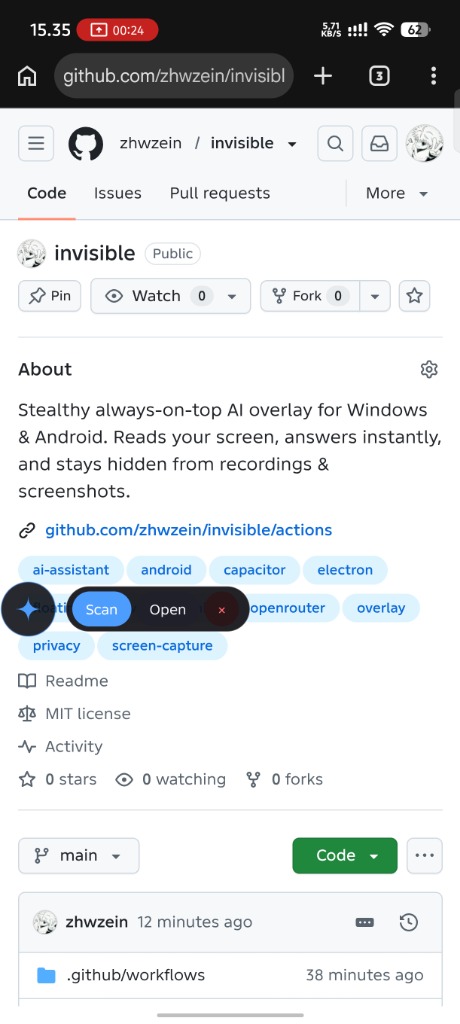 15.35
00:24
5,71
KB/S
62
github.com/zhwzein/invisibl
3
zhwzein / invisible
Code
Issues
Pull requests
More
invisible
Public
Pin
Watch 0
Fork 0
About
Stealthy always-on-top AI overlay for Windows
& Android. Reads your screen, answers instantly,
and stays hidden from recordings &
screenshots.
github.com/zhwzein/invisible/actions
ai-assistant
android
capacitor
electron
Scan
Open
×
openrouter
overlay
privacy
screen-capture
Readme
MIT license
Activity
0 stars
0 watching
0 forks
main
Code
zhwzein 12 minutes ago
.github/workflows
38 minutes ago